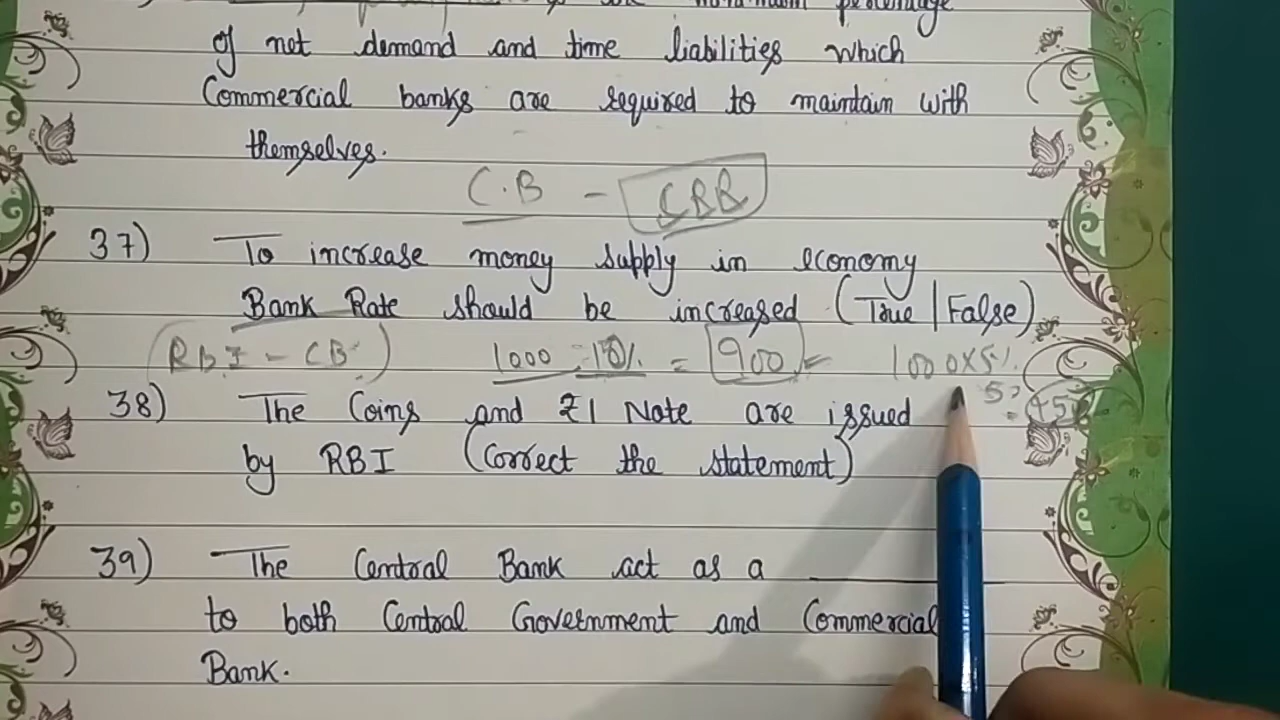 percentage
of net demand and time liabilities which
Commercial banks are required to maintain with
themselves.
C.B - CRR
37) To increase money supply in economy
Bank Rate should be increased. (True | False)
(RBI - CB) 1000 10% = 900 = 1000x5%
38) The Coins and ₹1 Note are issued
by RBI (Correct the statement)
39) The Central Bank act as a ________
to both Central Government and Commercial
Bank.